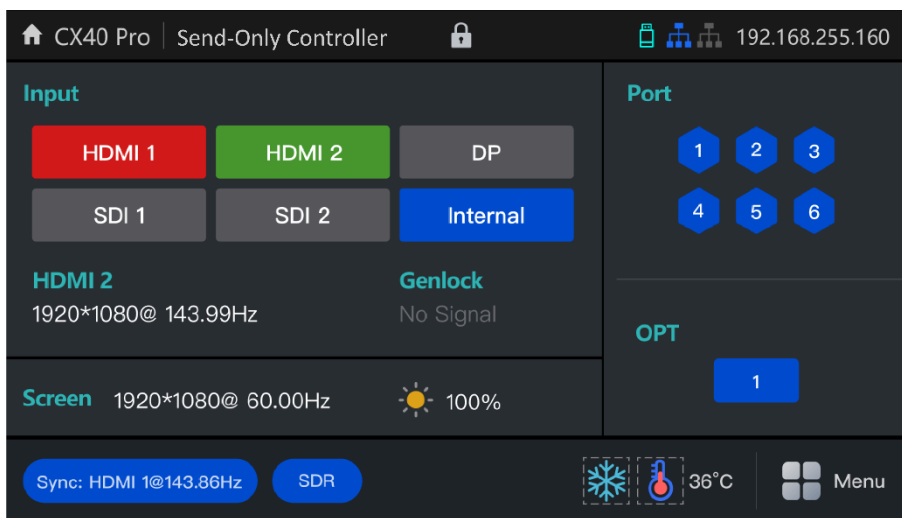 CX40 Pro Send-Only Controller 192.168.255.160
Input
HDMI 1 HDMI 2 DP
SDI 1 SDI 2 Internal
HDMI 2 Genlock
1920*1080@ 143.99Hz No Signal
Screen 1920*1080@ 60.00Hz 100%
Port
1 2 3
4 5 6
OPT
1
Sync: HDMI 1@143.86Hz SDR 36°C Menu